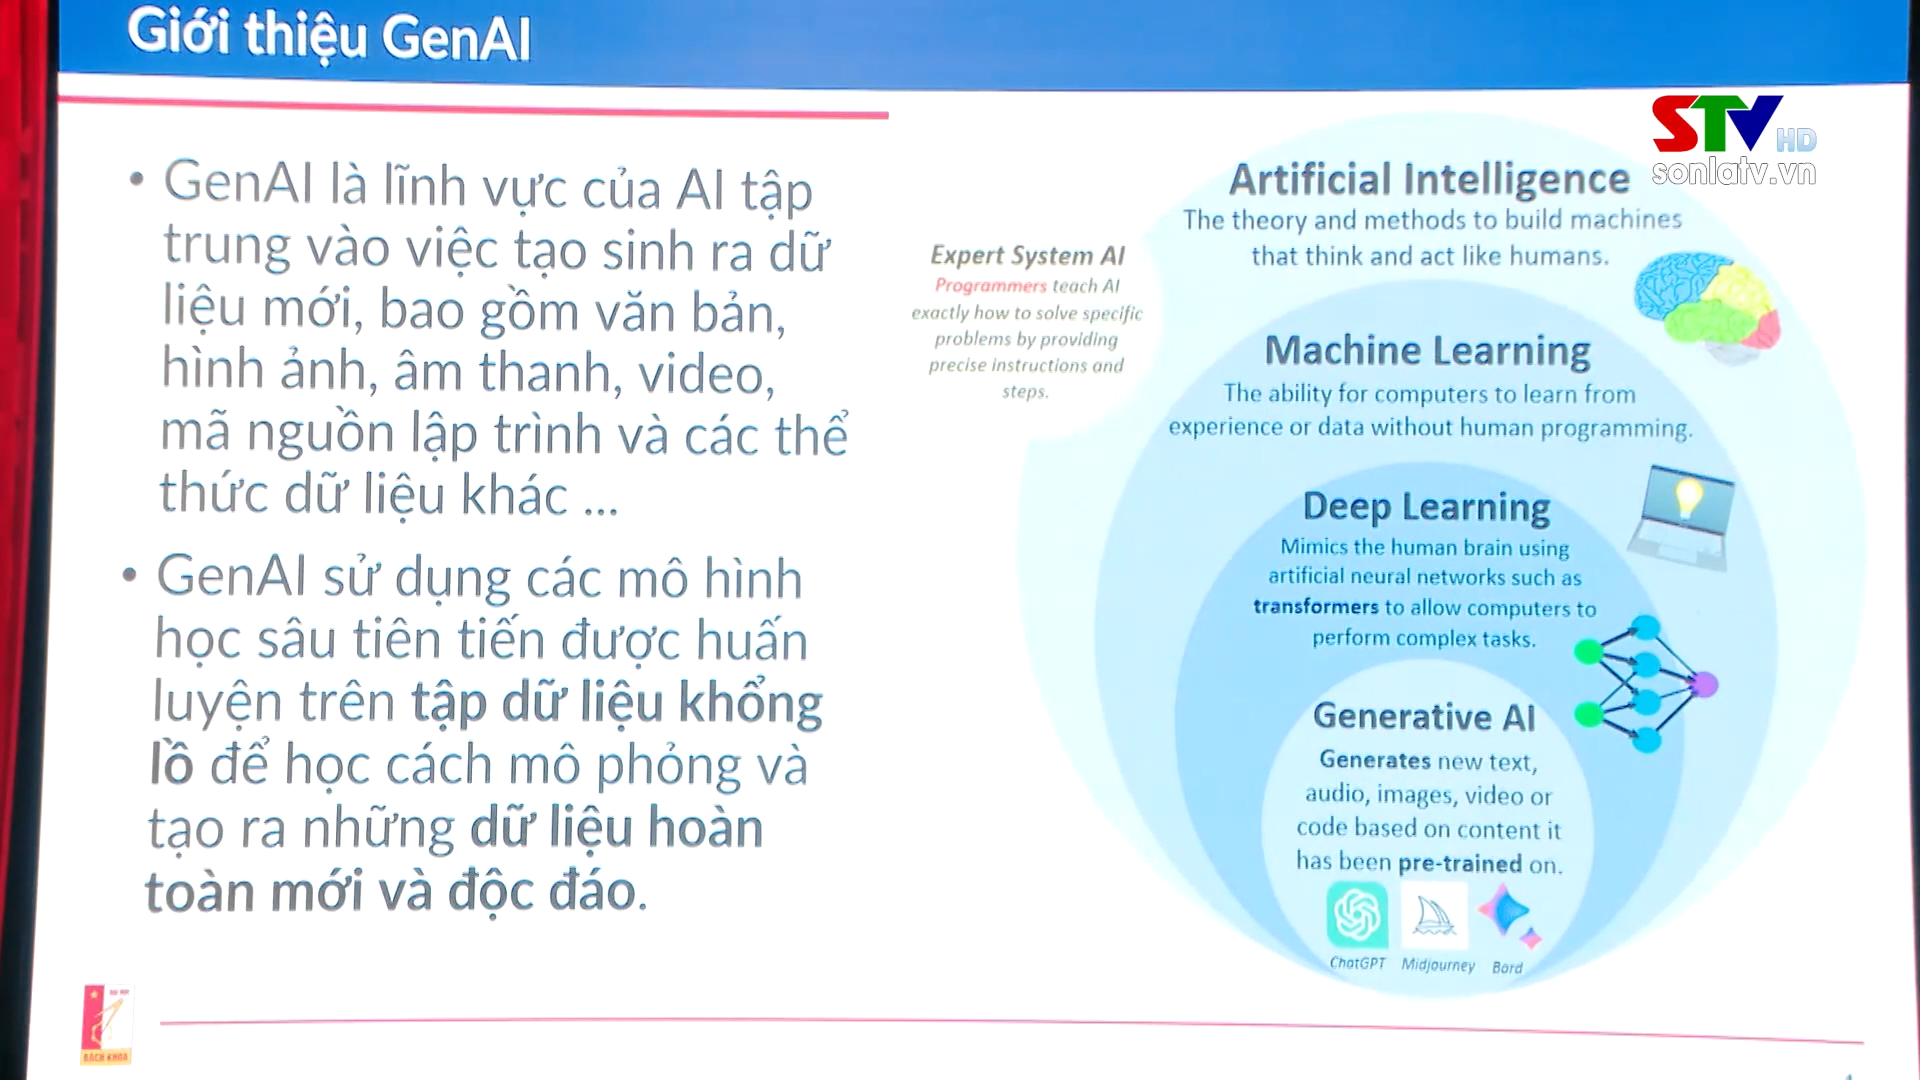 Giới thiệu GenAI
STV HD
sonlatv.vn
• GenAI là lĩnh vực của AI tập
trung vào việc tạo sinh ra dữ
liệu mới, bao gồm văn bản,
hình ảnh, âm thanh, video,
mã nguồn lập trình và các thể
thức dữ liệu khác ...
• GenAI sử dụng các mô hình
học sâu tiên tiến được huấn
luyện trên tập dữ liệu khổng
lồ để học cách mô phỏng và
tạo ra những dữ liệu hoàn
toàn mới và độc đáo.
Expert System AI
Programmers teach AI
exactly how to solve specific
problems by providing
precise instructions and
steps.
Artificial Intelligence
The theory and methods to build machines
that think and act like humans.
Machine Learning
The ability for computers to learn from
experience or data without human programming.
Deep Learning
Mimics the human brain using
artificial neural networks such as
transformers to allow computers to
perform complex tasks.
Generative AI
Generates new text,
audio, images, video or
code based on content it
has been pre-trained on.
ChatGPT Midjourney Bard
ĐẠI HỌC
BÁCH KHOA